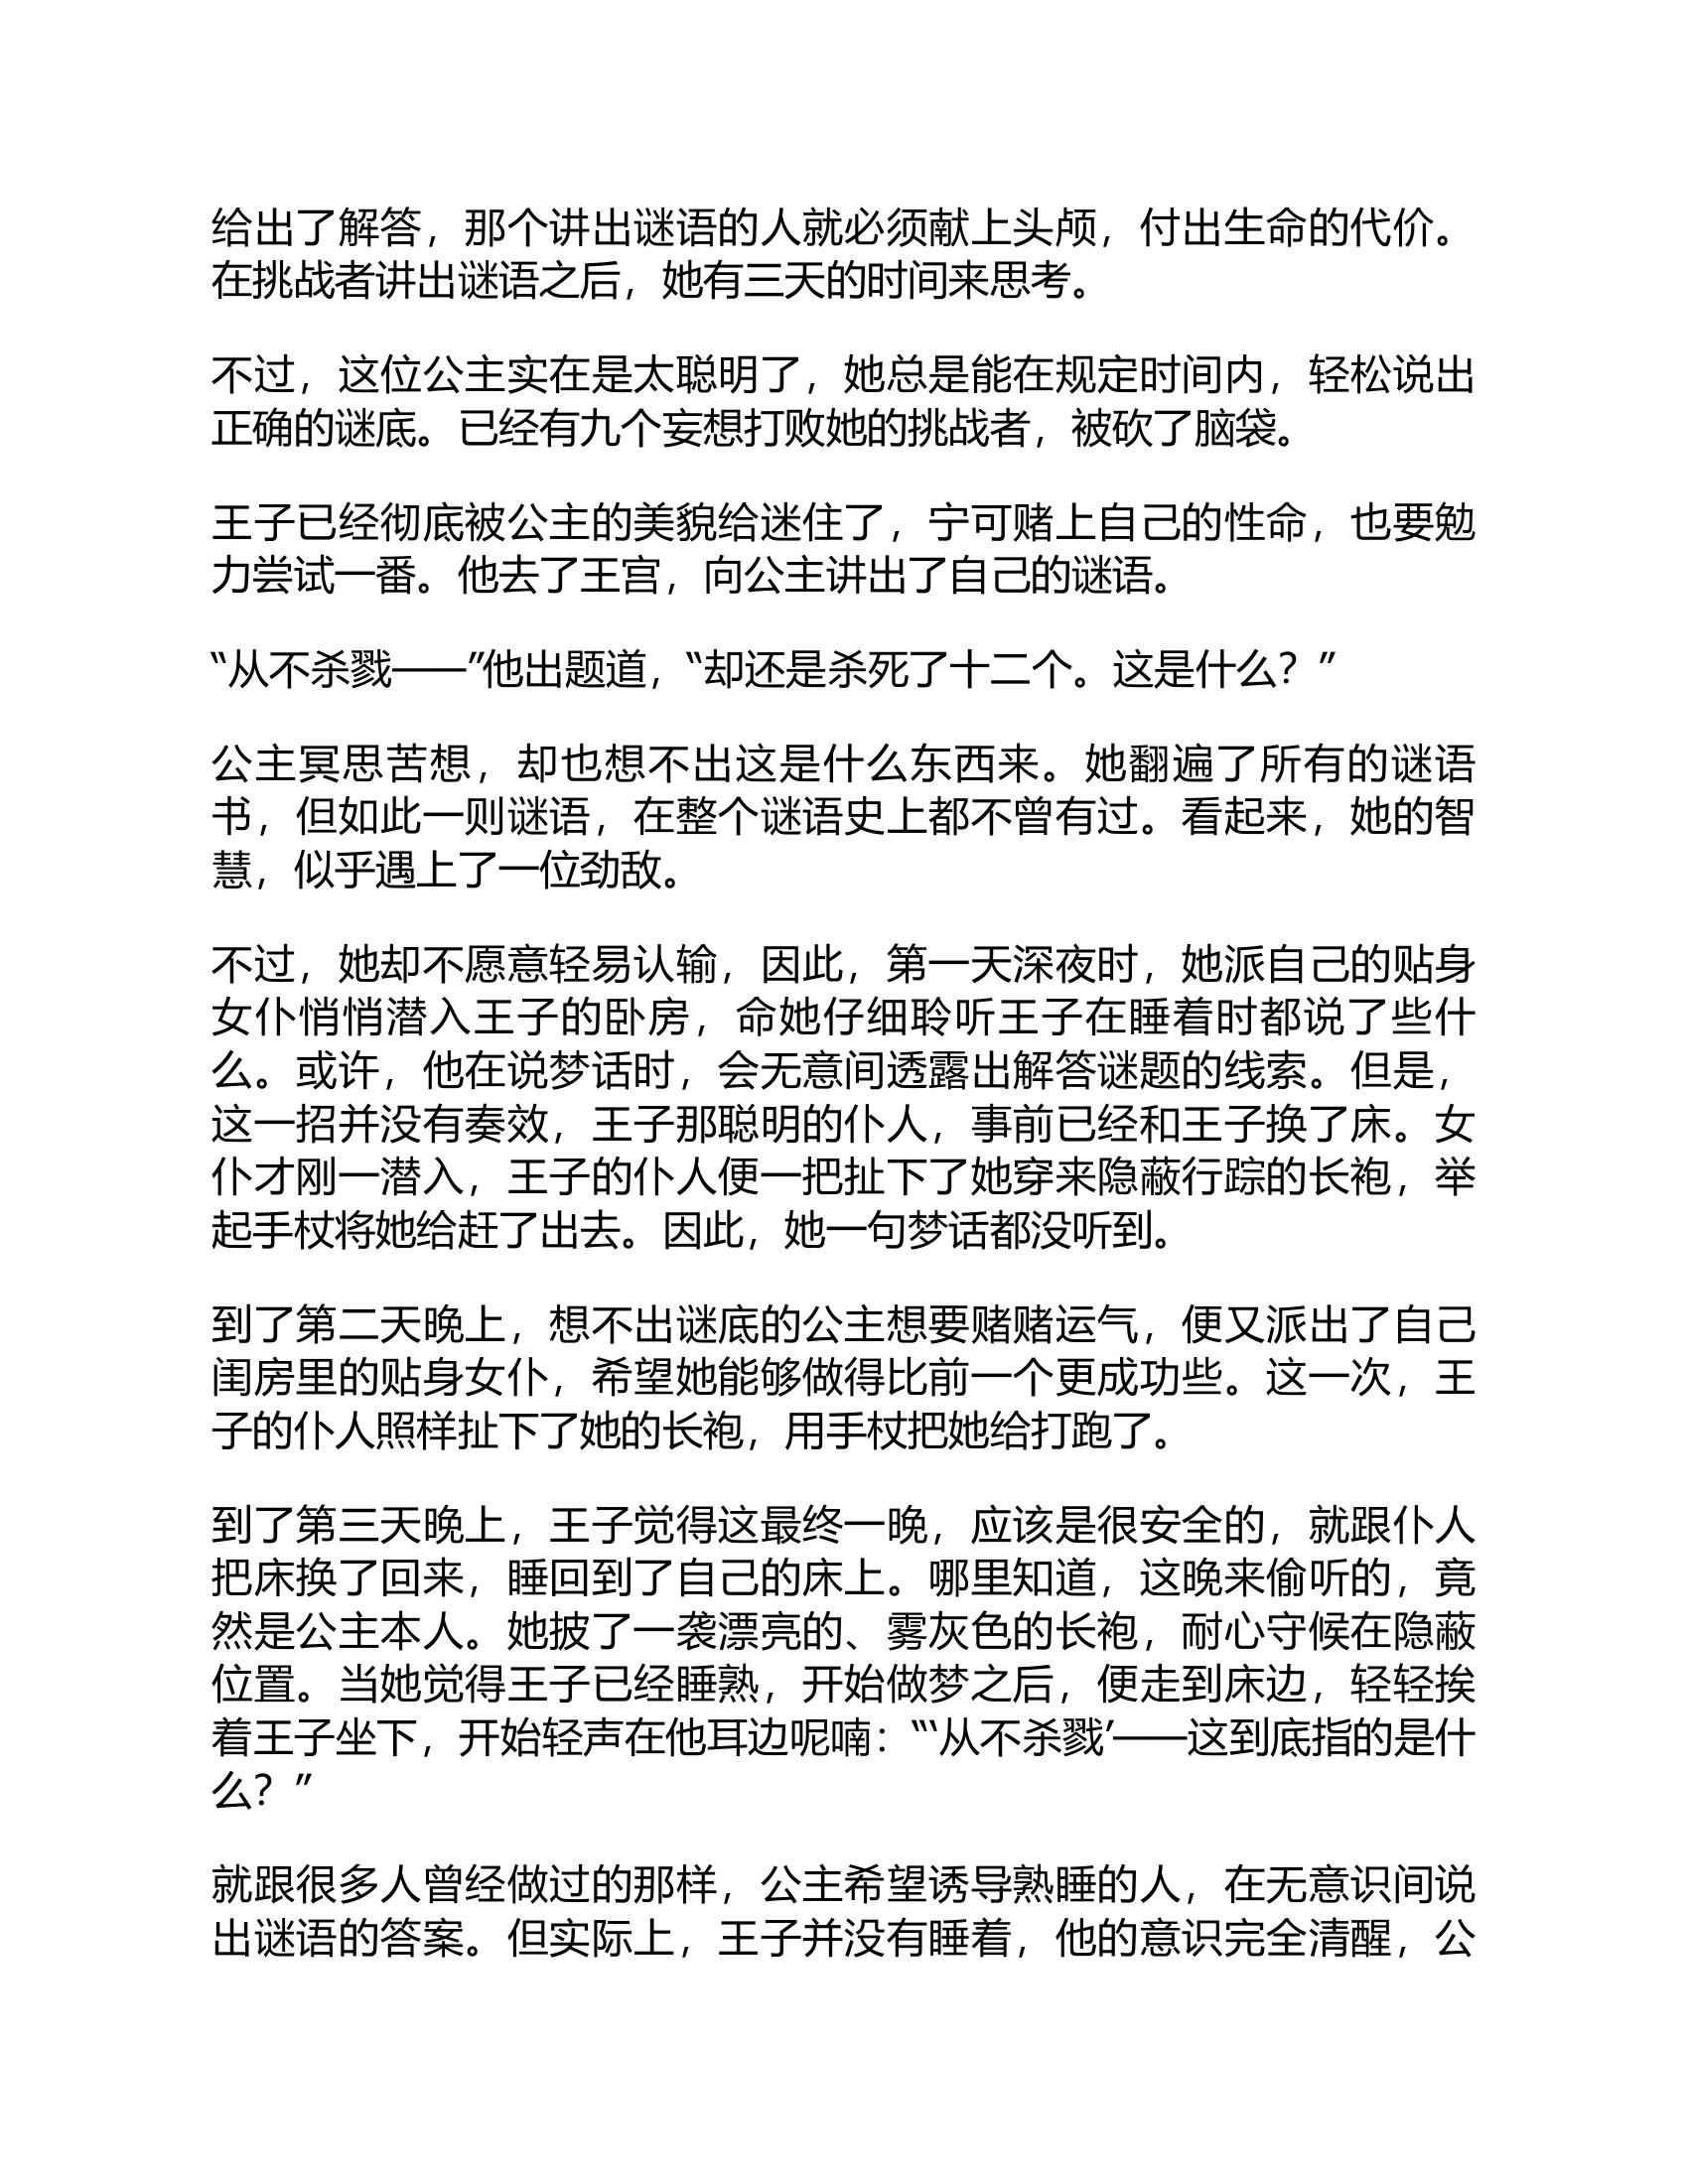 给出了解答，那个讲出谜语的人就必须献上头颅，付出生命的代价。
在挑战者讲出谜语之后，她有三天的时间来思考。
不过，这位公主实在是太聪明了，她总是能在规定时间内，轻松说出
正确的谜底。已经有九个妄想打败她的挑战者，被砍了脑袋。
王子已经彻底被公主的美貌给迷住了，宁可赌上自己的性命，也要勉
力尝试一番。他去了王宫，向公主讲出了自己的谜语。
“从不杀戮——”他出题道，“却还是杀死了十二个。这是什么？”
公主冥思苦想，却也想不出这是什么东西来。她翻遍了所有的谜语
书，但如此一则谜语，在整个谜语史上都不曾有过。看起来，她的智
慧，似乎遇上了一位劲敌。
不过，她却不愿意轻易认输，因此，第一天深夜时，她派自己的贴身
女仆悄悄潜入王子的卧房，命她仔细聆听王子在睡着时都说了些什
么。或许，他在说梦话时，会无意间透露出解答谜题的线索。但是，
这一招并没有奏效，王子那聪明的仆人，事前已经和王子换了床。女
仆才刚一潜入，王子的仆人便一把扯下了她穿来隐蔽行踪的长袍，举
起手杖将她给赶了出去。因此，她一句梦话都没听到。
到了第二天晚上，想不出谜底的公主想要赌赌运气，便又派出了自己
闺房里的贴身女仆，希望她能够做得比前一个更成功些。这一次，王
子的仆人照样扯下了她的长袍，用手杖把她给打跑了。
到了第三天晚上，王子觉得这最终一晚，应该是很安全的，就跟仆人
把床换了回来，睡回到了自己的床上。哪里知道，这晚来偷听的，竟
然是公主本人。她披了一袭漂亮的、雾灰色的长袍，耐心守候在隐蔽
位置。当她觉得王子已经睡熟，开始做梦之后，便走到床边，轻轻挨
着王子坐下，开始轻声在他耳边呢喃：“‘从不杀戮’——这到底指的是什
么？”
就跟很多人曾经做过的那样，公主希望诱导熟睡的人，在无意识间说
出谜语的答案。但实际上，王子并没有睡着，他的意识完全清醒，公